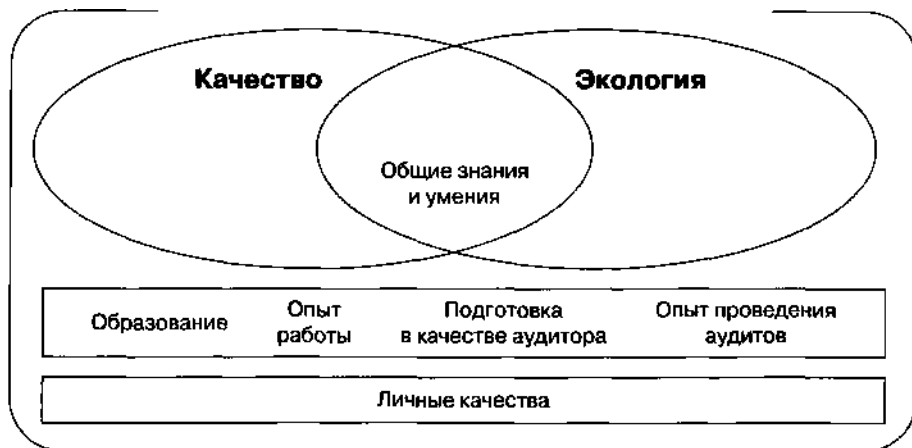 Качество
Экология
Общие знания
и умения
Образование
Опыт
работы
Подготовка
в качестве аудитора
Опыт проведения
аудитов
Личные качества